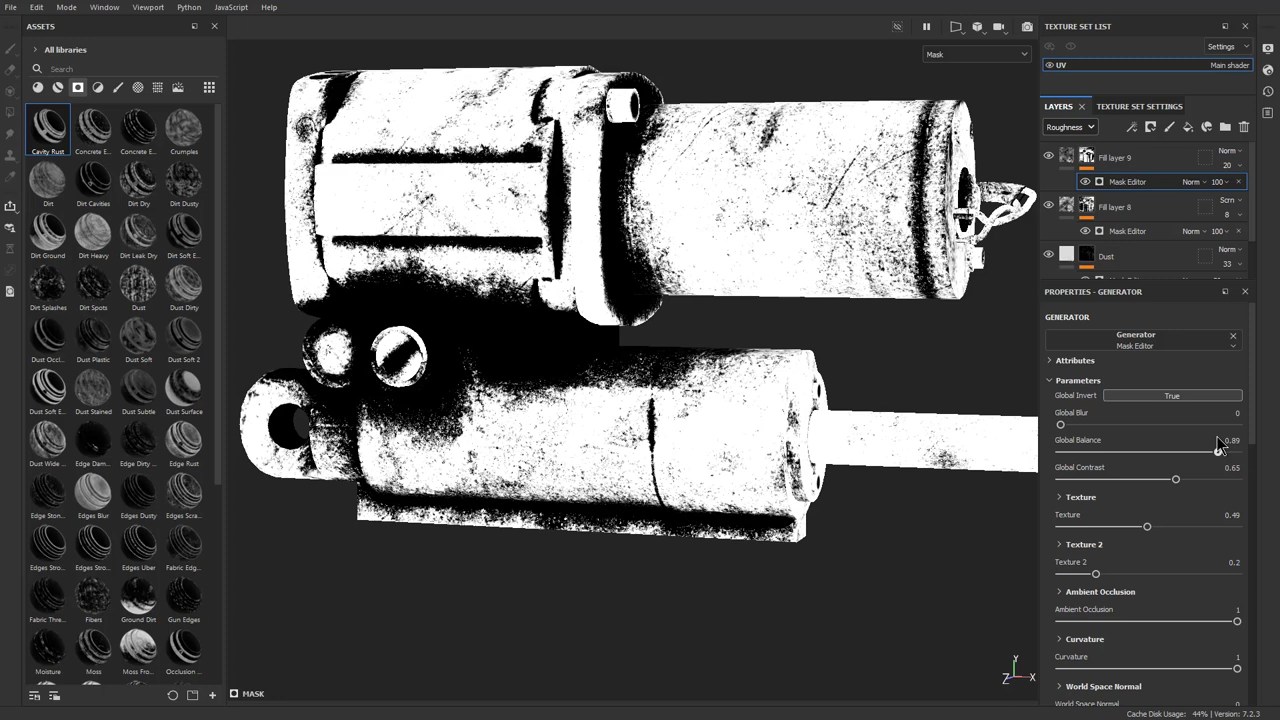 File Edit Mode Window Viewport Python JavaScript Help
ASSETS
All libraries
Search
Cavity Rust Concrete E... Concrete E... Crumples
Dirt Dirt Cavities Dirt Dry Dirt Dusty
Dirt Ground Dirt Heavy Dirt Leak Dry Dirt Soft E...
Dirt Splashes Dirt Spots Dust Dust Dirty
Dust Occl... Dust Plastic Dust Soft Dust Soft 2
Dust Soft E... Dust Stained Dust Subtle Dust Surface
Dust Wide ... Edge Dam... Edge Dirty ... Edge Rust
Edge Ston... Edges Blur Edges Dusty Edges Scra...
Edges Stro... Edges Stro... Edges Uber Fabric Edg...
Fabric Thre... Fibers Ground Dirt Gun Edges
Moisture Moss Moss Fro... Occlusion ...
Mask
MASK
Y
Z X
TEXTURE SET LIST
Settings
UV Main shader
LAYERS TEXTURE SET SETTINGS
Roughness
Fill layer 9 Norm
20
Mask Editor Norm 100
Fill layer 8 Scrn
8
Mask Editor Norm 100
Dust Norm
33
PROPERTIES - GENERATOR
GENERATOR
Generator
Mask Editor
Attributes
Parameters
Global Invert True
Global Blur 0
Global Balance 0.89
Global Contrast 0.65
Texture
Texture 0.49
Texture 2
Texture 2 0.2
Ambient Occlusion
Ambient Occlusion 1
Curvature
Curvature 1
World Space Normal
World Space Normal 0
Cache Disk Usage: 44% | Version: 7.2.3